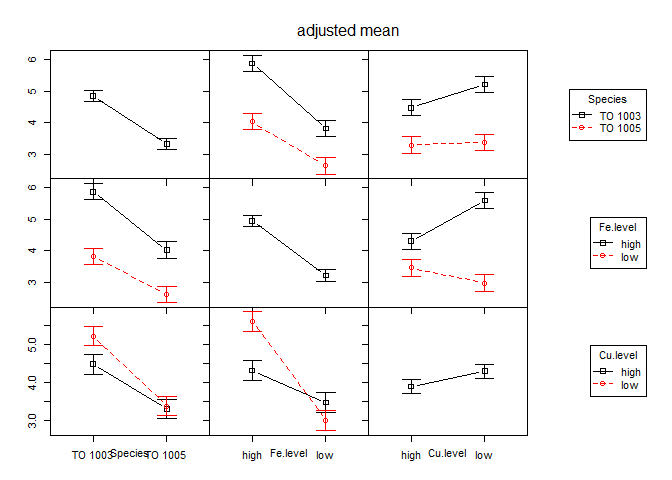 adjusted mean
6
5
4
3
Species
TO 1003
TO 1005
6
5
4
3
Fe.level
high
low
5.0
4.0
3.0
Cu.level
high
low
TO 1003 Species TO 1005 high Fe.level low high Cu.level low